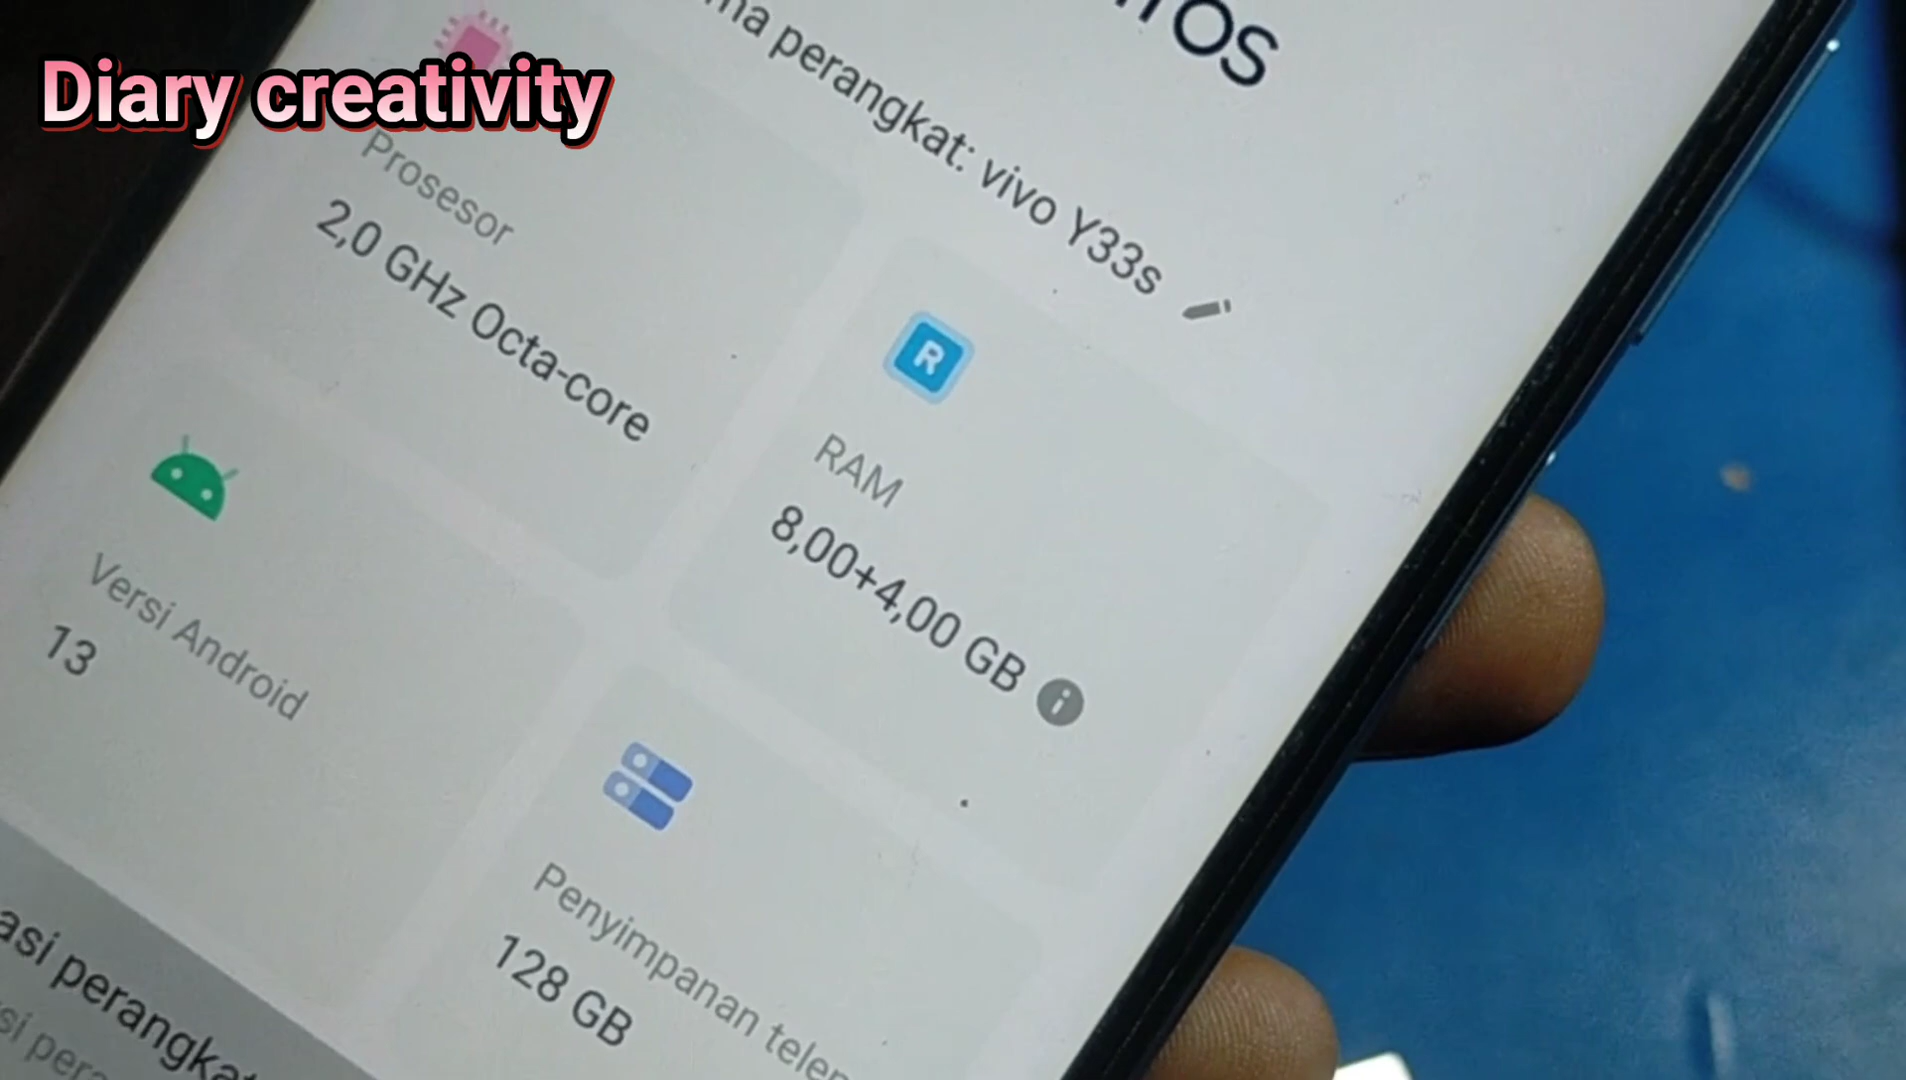 Diary creativity
OS
perangkat: vivo Y33s
Prosesor
2,0 GHz Octa-core
R
RAM
8,00+4,00 GB
i
Versi Android
13
Penyimpanan
128 GB
perangkat